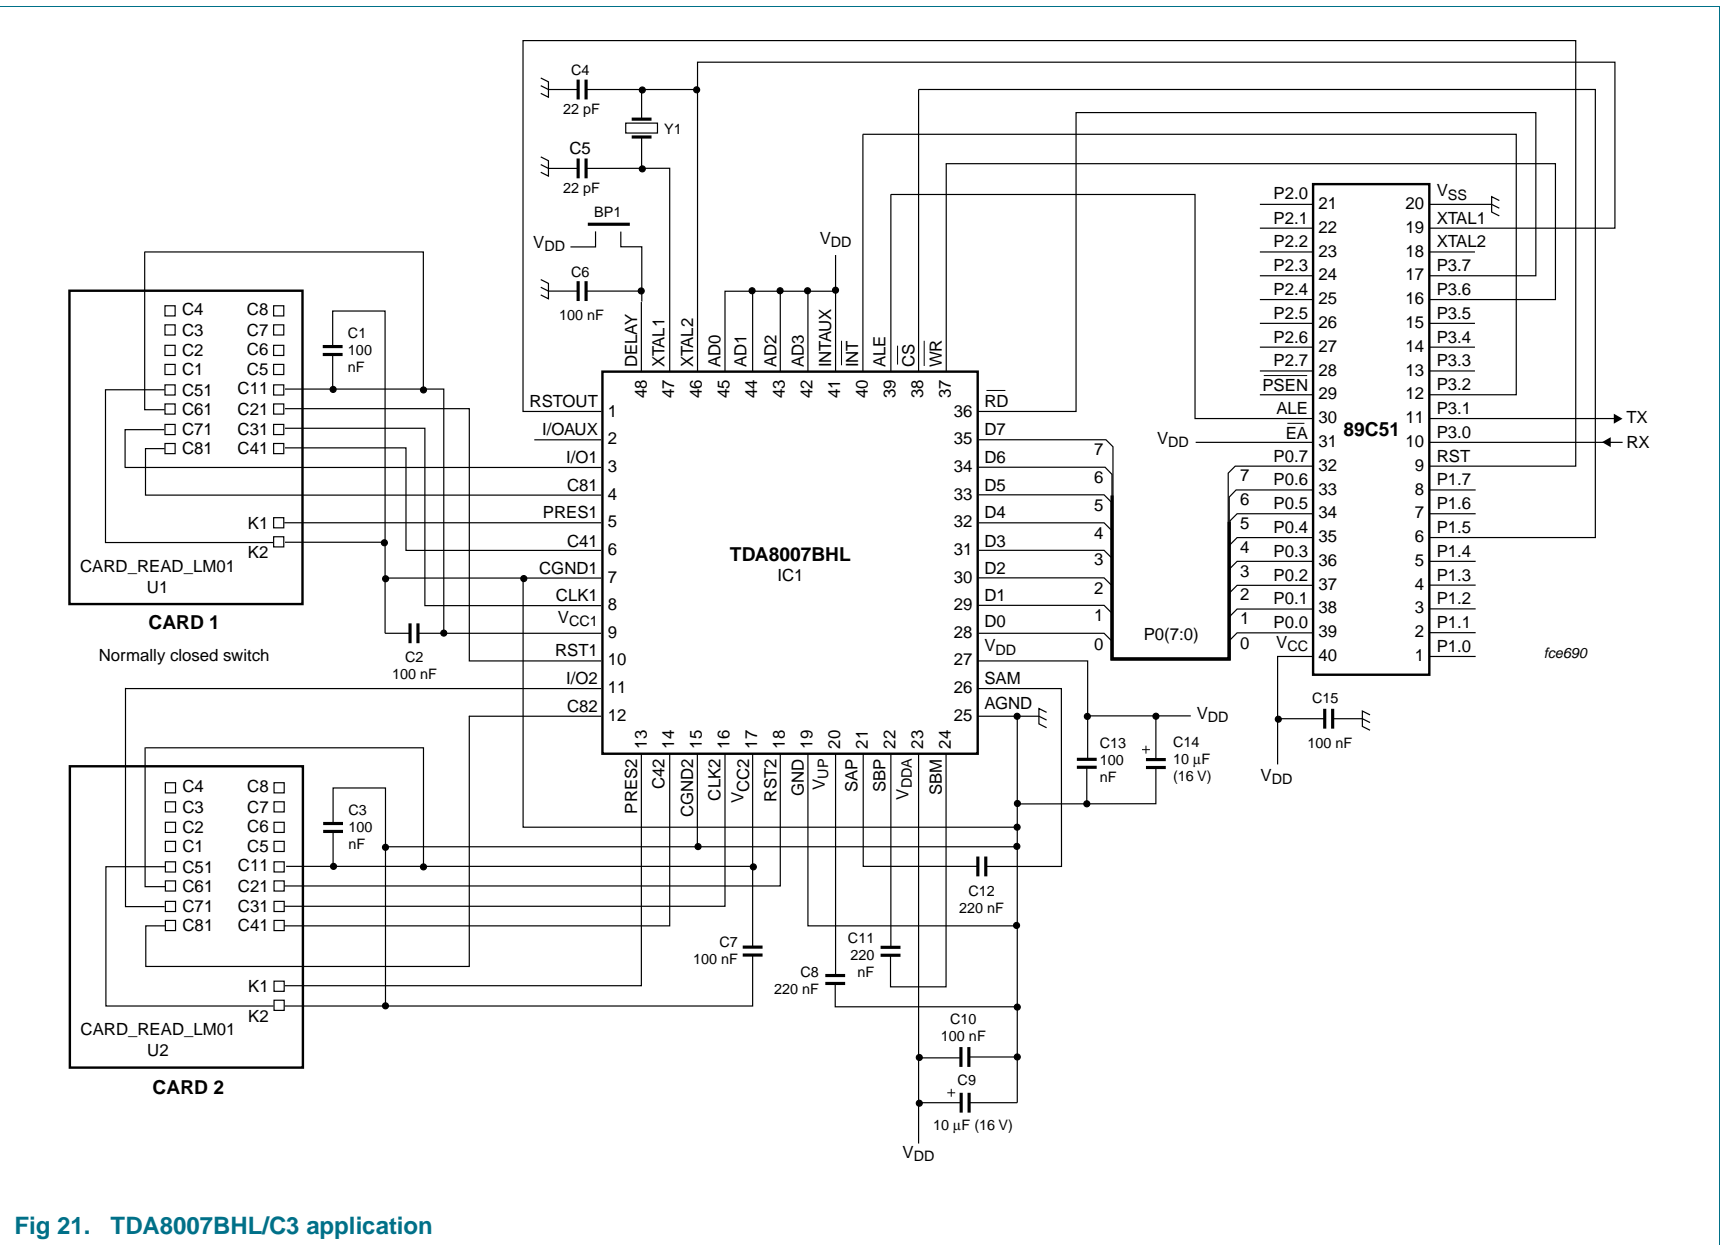 C4
22 pF
Y1
C5
22 pF
BP1
VDD
C6
100 nF
VDD
DELAY
XTAL1
XTAL2
AD0
AD1
AD2
AD3
INTAUX
INT
ALE
CS
WR
48
47
46
45
44
43
42
41
40
39
38
37
C4 C8
C3 C7
C2 C6
C1 C5
C51 C11
C61 C21
C71 C31
C81 C41
K1
K2
C1
100
nF
CARD_READ_LM01
U1
CARD 1
Normally closed switch
C2
100 nF
RSTOUT 1
I/OAUX 2
I/O1 3
C81 4
PRES1 5
C41 6
CGND1 7
CLK1 8
VCC1 9
RST1 10
I/O2 11
C82 12
TDA8007BHL
IC1
36 RD
35 D7
34 D6
33 D5
32 D4
31 D3
30 D2
29 D1
28 D0
27 VDD
26 SAM
25 AGND
7
6
5
4
3
2
1
0
P0(7:0)
7
6
5
4
3
2
1
0
P2.0 21
P2.1 22
P2.2 23
P2.3 24
P2.4 25
P2.5 26
P2.6 27
P2.7 28
PSEN 29
ALE 30
VDD
EA 31
P0.7 32
P0.6 33
P0.5 34
P0.4 35
P0.3 36
P0.2 37
P0.1 38
P0.0 39
VCC 40
89C51
20 VSS
19 XTAL1
18 XTAL2
17 P3.7
16 P3.6
15 P3.5
14 P3.4
13 P3.3
12 P3.2
11 P3.1 TX
10 P3.0 RX
9 RST
8 P1.7
7 P1.6
6 P1.5
5 P1.4
4 P1.3
3 P1.2
2 P1.1
1 P1.0
fce690
C15
100 nF
VDD
VDD
C13
100
nF
+
C14
10 μF
(16 V)
13
14
15
16
17
18
19
20
21
22
23
24
PRES2
C42
CGND2
CLK2
VCC2
RST2
GND
VUP
SAP
SBP
VDDA
SBM
C4 C8
C3 C7
C2 C6
C1 C5
C51 C11
C61 C21
C71 C31
C81 C41
K1
K2
C3
100
nF
CARD_READ_LM01
U2
CARD 2
C7
100 nF
C8
220 nF
C11
220
nF
C12
220 nF
C10
100 nF
C9
+
10 μF (16 V)
VDD
Fig 21. TDA8007BHL/C3 application